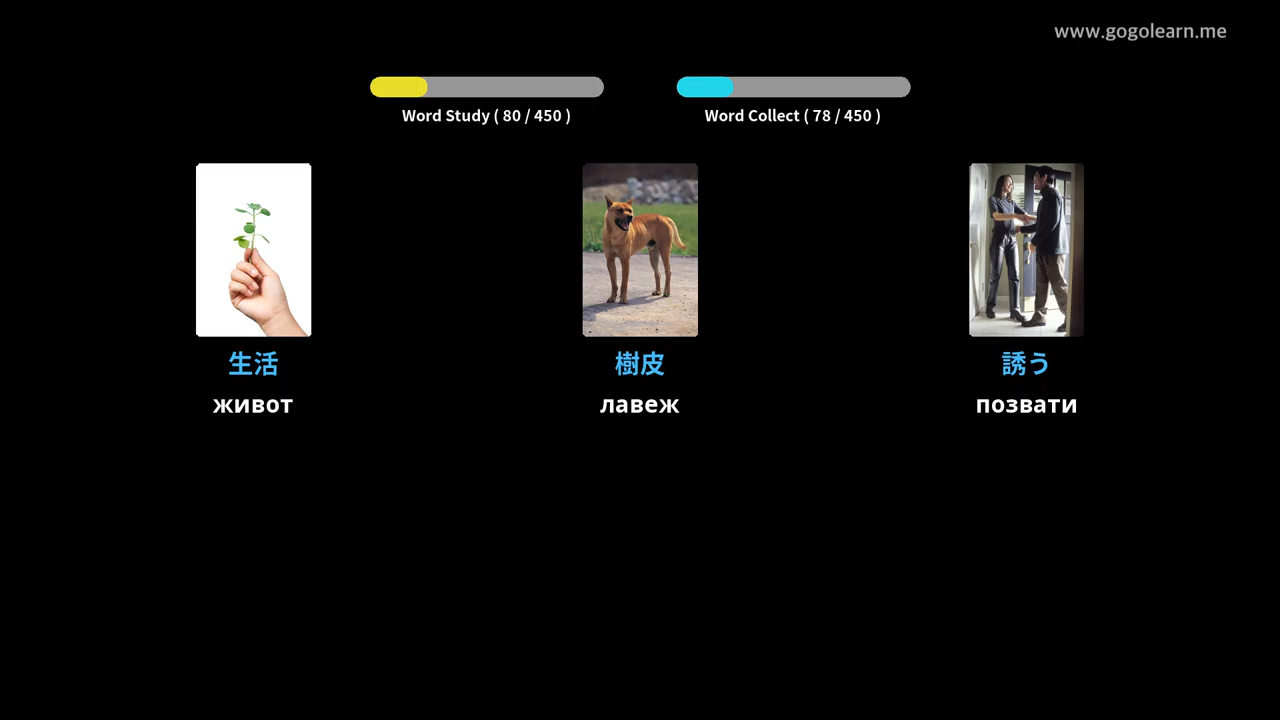 www.gogolearn.me
Word Study ( 80 / 450 )
Word Collect ( 78 / 450 )
生活
樹皮
誘う
живот
лавеж
позвати